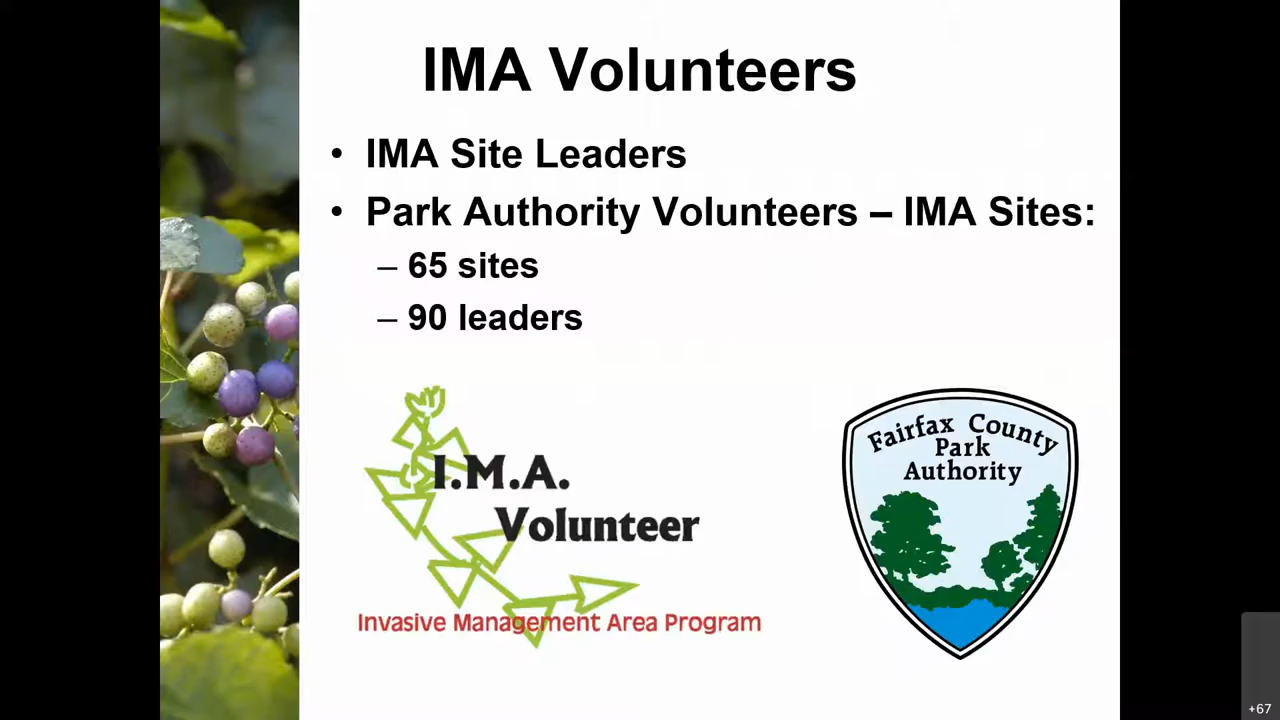 IMA Volunteers
• IMA Site Leaders
• Park Authority Volunteers – IMA Sites:
– 65 sites
– 90 leaders
I.M.A.
Volunteer
Invasive Management Area Program
Fairfax County
Park
Authority
+67